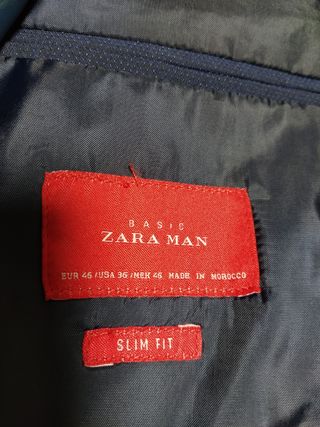 BASIC
ZARA MAN
EUR 46 / USA 36 / MEX 46 MADE IN MOROCCO
SLIM FIT